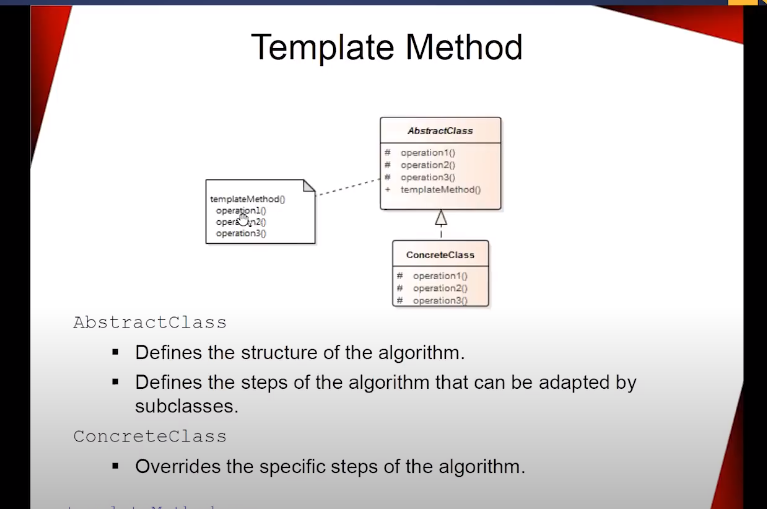 Template Method
AbstractClass
# operation1()
# operation2()
# operation3()
+ templateMethod()
templateMethod()
operation1()
operation2()
operation3()
ConcreteClass
# operation1()
# operation2()
# operation3()
AbstractClass
▪ Defines the structure of the algorithm.
▪ Defines the steps of the algorithm that can be adapted by
subclasses.
ConcreteClass
▪ Overrides the specific steps of the algorithm.